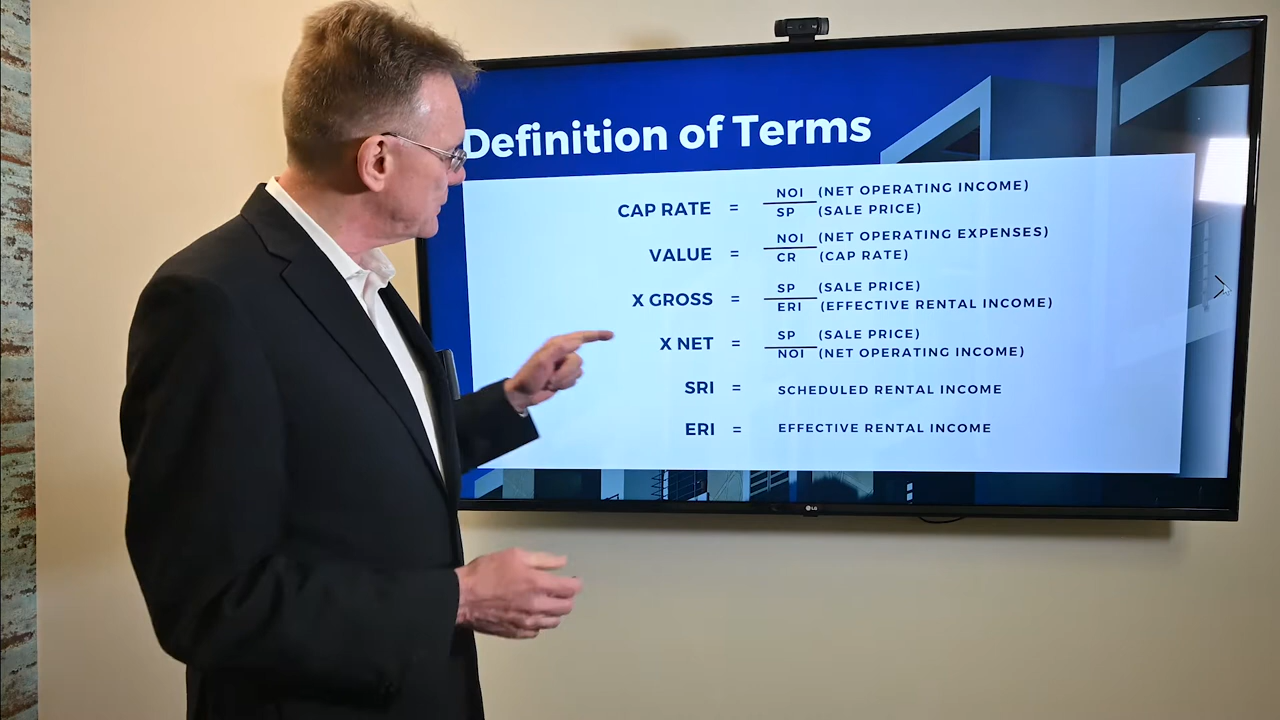 Definition of Terms
CAP RATE = NOI (NET OPERATING INCOME)
SP (SALE PRICE)
VALUE = NOI (NET OPERATING EXPENSES)
CR (CAP RATE)
X GROSS = SP (SALE PRICE)
ERI (EFFECTIVE RENTAL INCOME)
X NET = SP (SALE PRICE)
NOI (NET OPERATING INCOME)
SRI = SCHEDULED RENTAL INCOME
ERI = EFFECTIVE RENTAL INCOME
LG